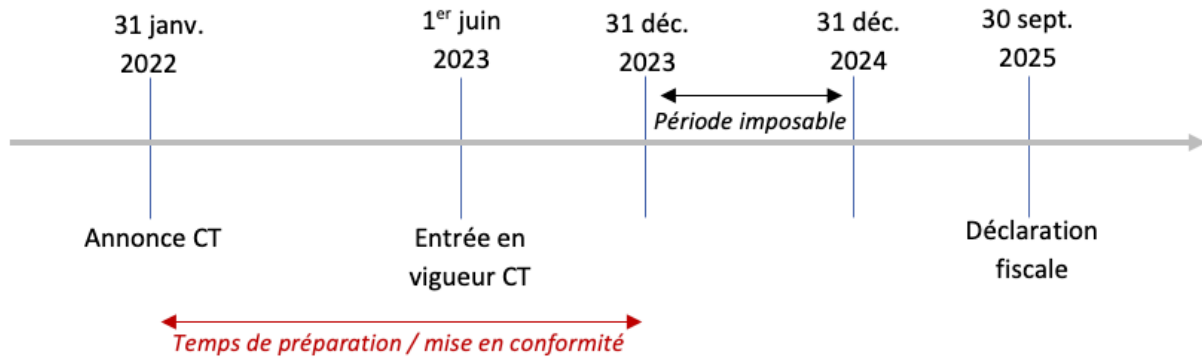 31 janv.
2022
1er juin
2023
31 déc.
2023
31 déc.
2024
30 sept.
2025
Période imposable
Annonce CT
Entrée en
vigueur CT
Déclaration
fiscale
Temps de préparation / mise en conformité